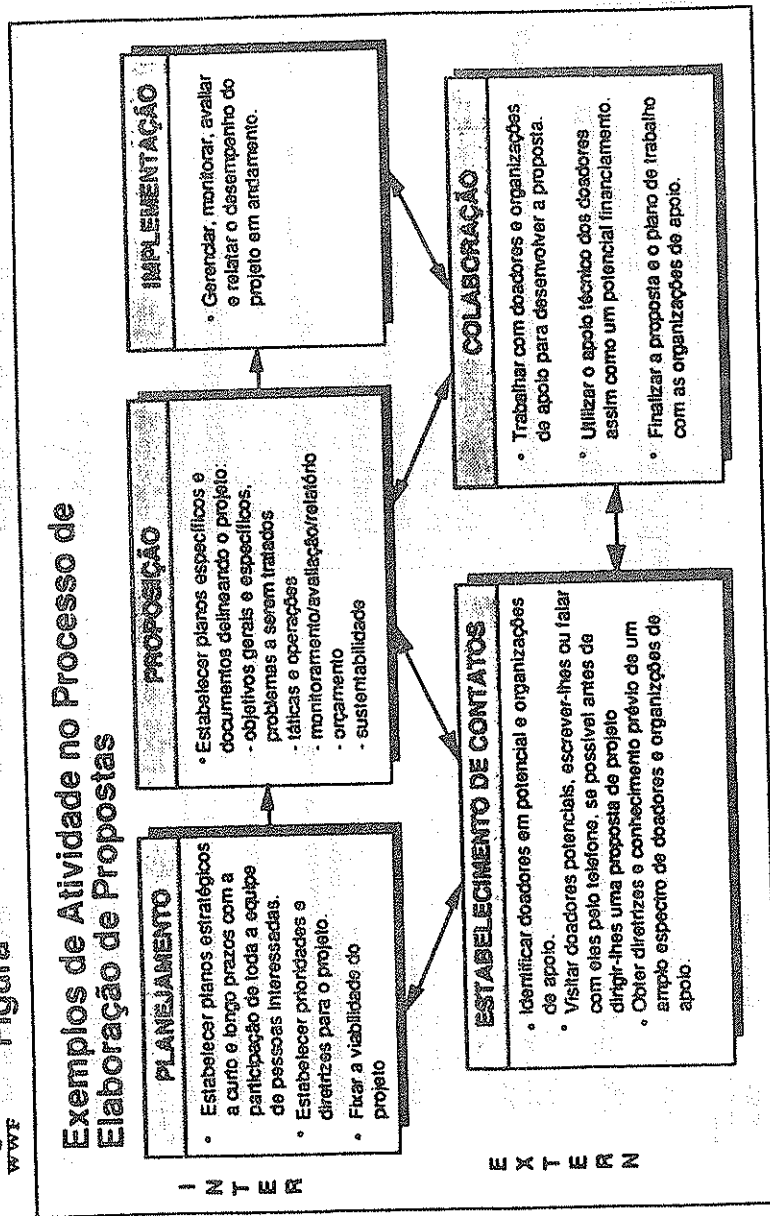 WWF Figura
Exemplos de Atividade no Processo de
Elaboração de Propostas
INTER
PLANEJAMENTO
• Estabelecer planos estratégicos
a curto e longo prazos com a
participação de toda a equipe
de pessoas interessadas.
• Estabelecer prioridades e
diretrizes para o projeto.
• Fixar a viabilidade do
projeto
PROPOSIÇÃO
• Estabelecer planos específicos e
documentos delineando o projeto.
- objetivos gerais e específicos,
problemas a serem tratados
- táticas e operações
- monitoramento/avaliação/relatório
- orçamento
- sustentabilidade
IMPLEMENTAÇÃO
• Gerenciar, monitorar, avaliar
e relatar o desempenho do
projeto em andamento.
EXTERN
ESTABELECIMENTO DE CONTATOS
• Identificar doadores em potencial e organizações
de apoio.
• Visitar doadores potenciais, escrever-lhes ou falar
com eles pelo telefone, se possível antes de
dirigir-lhes uma proposta de projeto
• Obter diretrizes e conhecimento prévio de um
amplo espectro de doadores e organizções de
apoio.
COLABORAÇÃO
• Trabalhar com doadores e organizações
de apoio para desenvolver a proposta.
• Utilizar o apoio técnico dos doadores
assim como um potencial financiamento.
• Finalizar a proposta e o plano de trabalho
com as organizações de apoio.